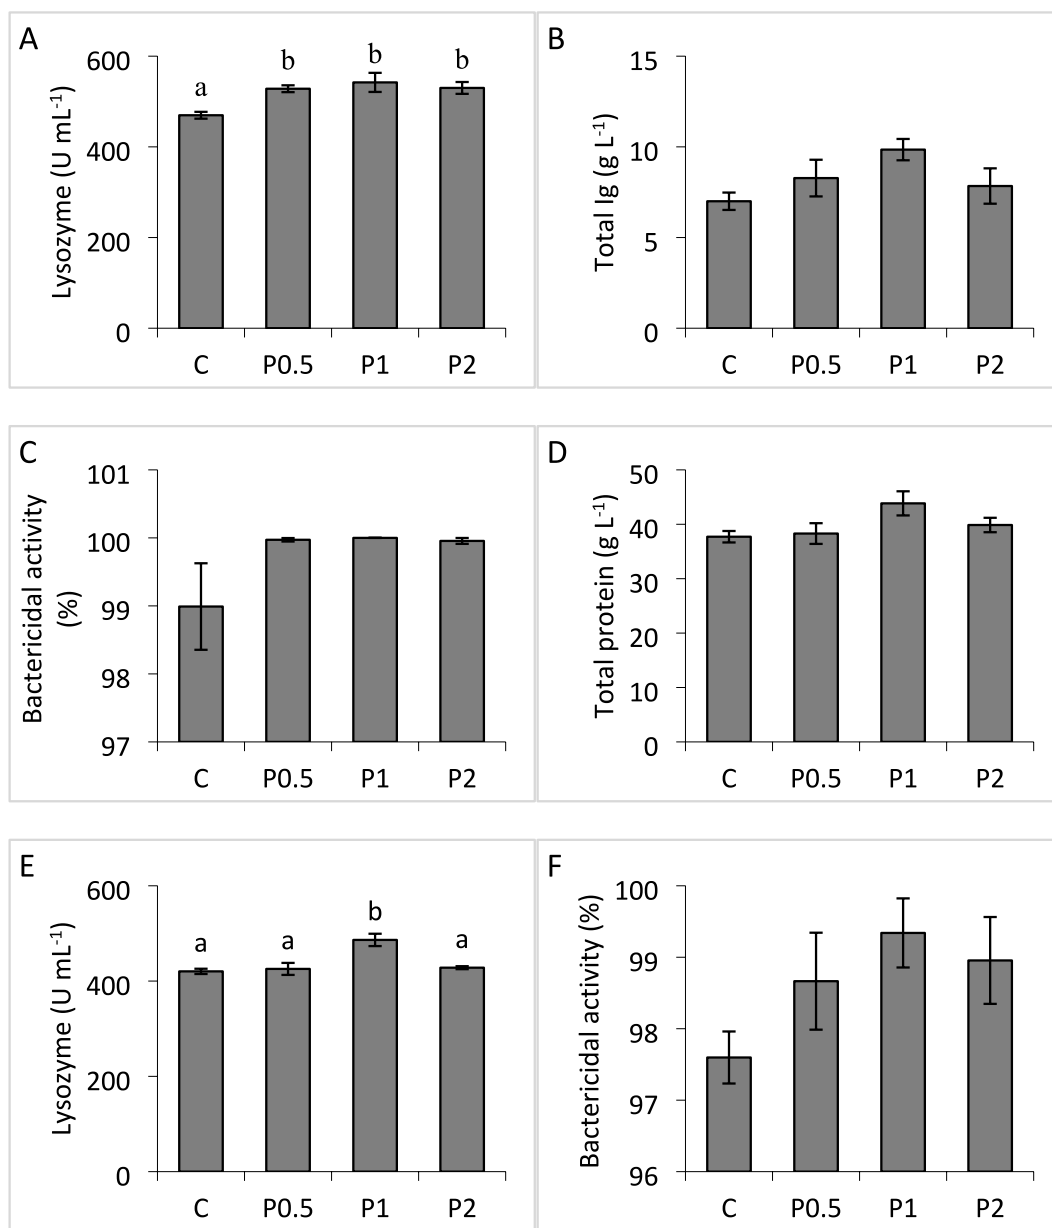 A
Lysozyme (U mL-1)
600
400
200
0
a
b
b
b
C P0.5 P1 P2
B
Total Ig (g L-1)
15
10
5
0
C P0.5 P1 P2
C
Bactericidal activity
(%)
101
100
99
98
97
C P0.5 P1 P2
D
Total protein (g L-1)
50
40
30
20
10
0
C P0.5 P1 P2
E
Lysozyme (U mL-1)
600
400
200
0
a
a
b
a
C P0.5 P1 P2
F
Bactericidal activity (%)
100
99
98
97
96
C P0.5 P1 P2